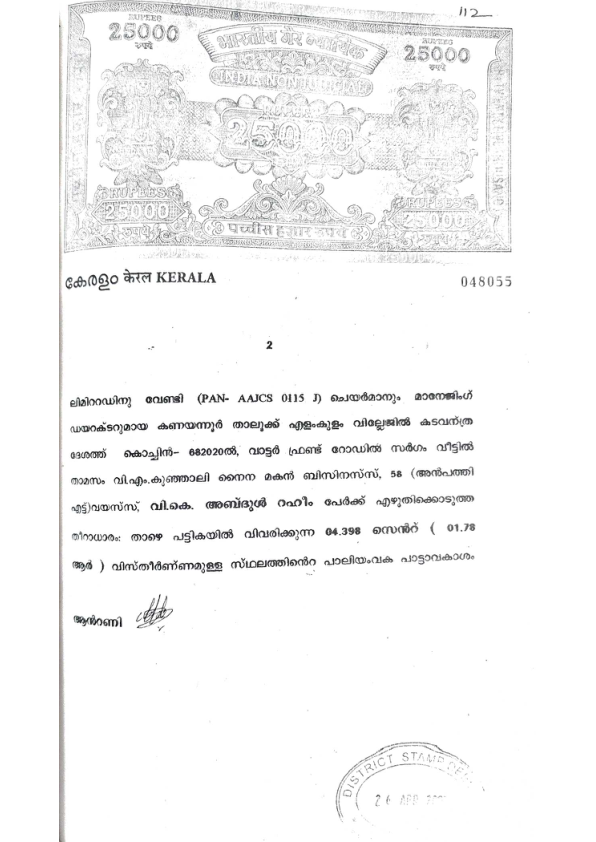 112
RUPEES
25000
रुपये
भारतीय गैर न्यायिक
INDIA NON JUDICIAL
RUPEES
25000
रुपये
25000
RUPEES
25000
रुपये
पच्चीस हज़ार रुपये
RUPEES
25000
रुपये
കേരളം केरल KERALA
048055
2
ലിമിററഡിനു വേണ്ടി (PAN- AAJCS 0115 J) ചെയർമാനും മാനേജിംഗ്
ഡയറക്ടറുമായ കണയന്നൂർ താലൂക്ക് എളംകുളം വില്ലേജിൽ കടവന്ത്ര
ദേശത്ത് കൊച്ചിൻ- 682020ൽ, വാട്ടർ ഫ്രണ്ട് റോഡിൽ സർഗം വീട്ടിൽ
താമസം വി.എം.കുഞ്ഞാലി നൈന മകൻ ബിസിനസ്സ്, 58 (അൻപത്തി
എട്ട്)വയസ്സ്, വി.കെ. അബ്ദുൾ റഹീം പേർക്ക് എഴുതിക്കൊടുത്ത
തീറാധാരം: താഴെ പട്ടികയിൽ വിവരിക്കുന്ന 04.398 സെൻറ് ( 01.78
ആർ ) വിസ്തീർണ്ണമുള്ള സ്ഥലത്തിൻെറ പാലിയംവക പാട്ടാവകാശം
ആൻറണി
DISTRICT STAMP
26 APR